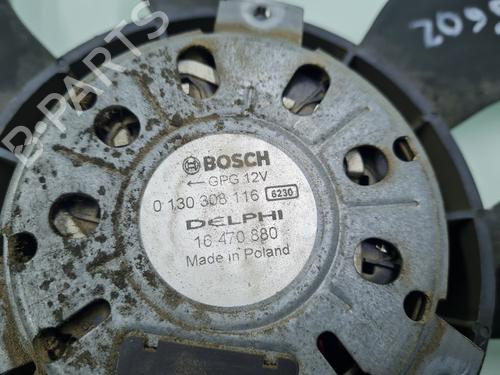 BOSCH
← GPG 12V
0 130 308 116 6230
DELPHI
16 470 880
Made in Poland
B-PARTS